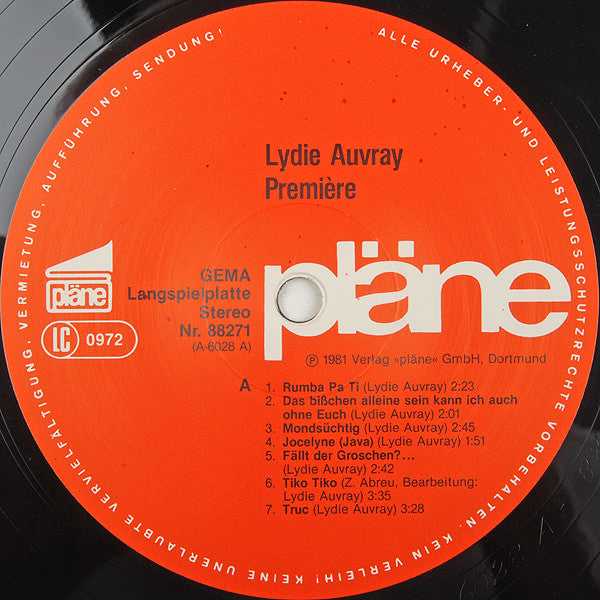 ALLE URHEBER- UND LEISTUNGSSCHUTZRECHTE VORBEHALTEN. KEIN VERLEIH! KEINE UNERLAUBTE VERVIELFÄLTIGUNG, VERMIETUNG, AUFFÜHRUNG, SENDUNG!
Lydie Auvray
Première
pläne
LC 0972
GEMA
Langspielplatte
Stereo
Nr. 88271
(A-6028 A)
pläne
Ⓟ 1981 Verlag »pläne« GmbH, Dortmund
A
1. Rumba Pa Ti (Lydie Auvray) 2:23
2. Das bißchen alleine sein kann ich auch
ohne Euch (Lydie Auvray) 2:01
3. Mondsüchtig (Lydie Auvray) 2:45
4. Jocelyne (Java) (Lydie Auvray) 1:51
5. Fällt der Groschen?...
(Lydie Auvray) 2:42
6. Tiko Tiko (Z. Abreu, Bearbeitung:
Lydie Auvray) 3:35
7. Truc (Lydie Auvray) 3:28